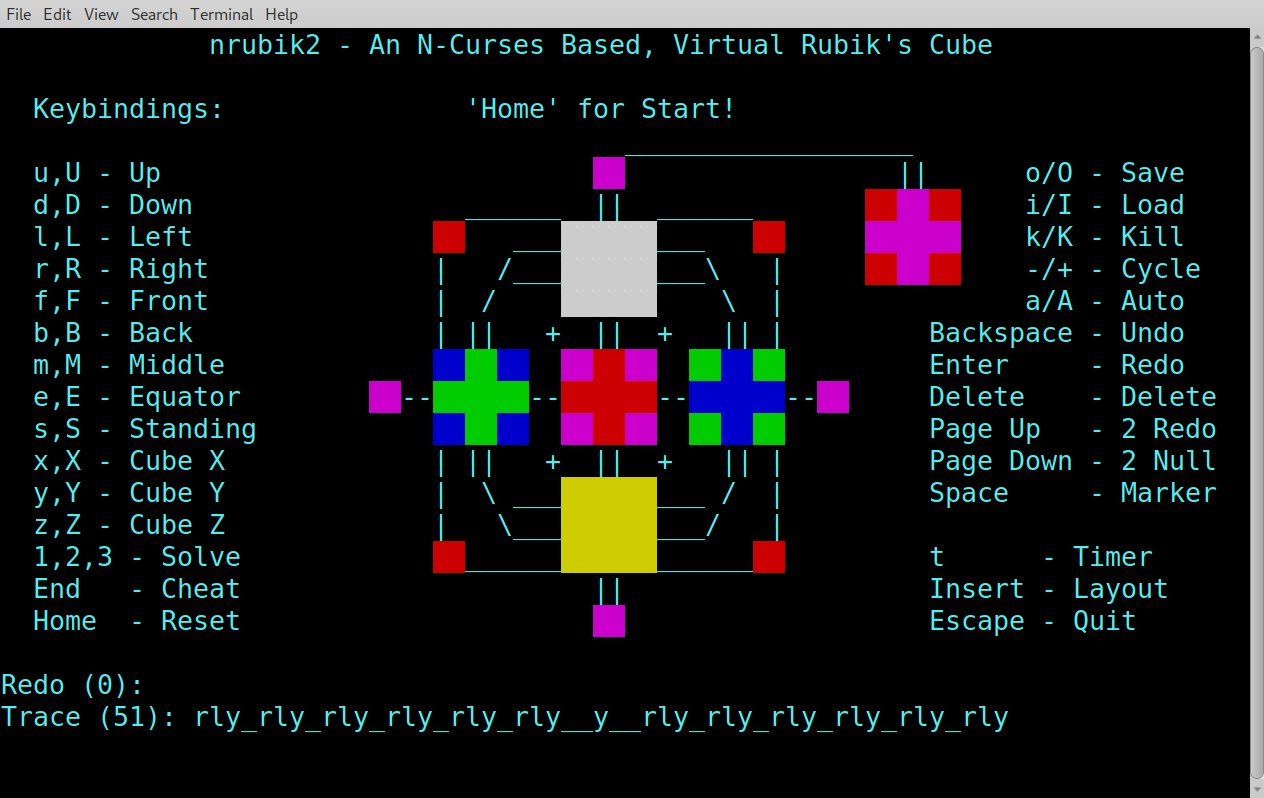 File Edit View Search Terminal Help
nrubik2 - An N-Curses Based, Virtual Rubik's Cube
Keybindings: 'Home' for Start!
u,U - Up o/O - Save
d,D - Down i/I - Load
l,L - Left k/K - Kill
r,R - Right -/+ - Cycle
f,F - Front a/A - Auto
b,B - Back + + Backspace - Undo
m,M - Middle Enter - Redo
e,E - Equator -- -- -- -- Delete - Delete
s,S - Standing Page Up - 2 Redo
x,X - Cube X + + Page Down - 2 Null
y,Y - Cube Y Space - Marker
z,Z - Cube Z
1,2,3 - Solve t - Timer
End - Cheat Insert - Layout
Home - Reset Escape - Quit
Redo (0):
Trace (51): rly_rly_rly_rly_rly_rly__y__rly_rly_rly_rly_rly_rly